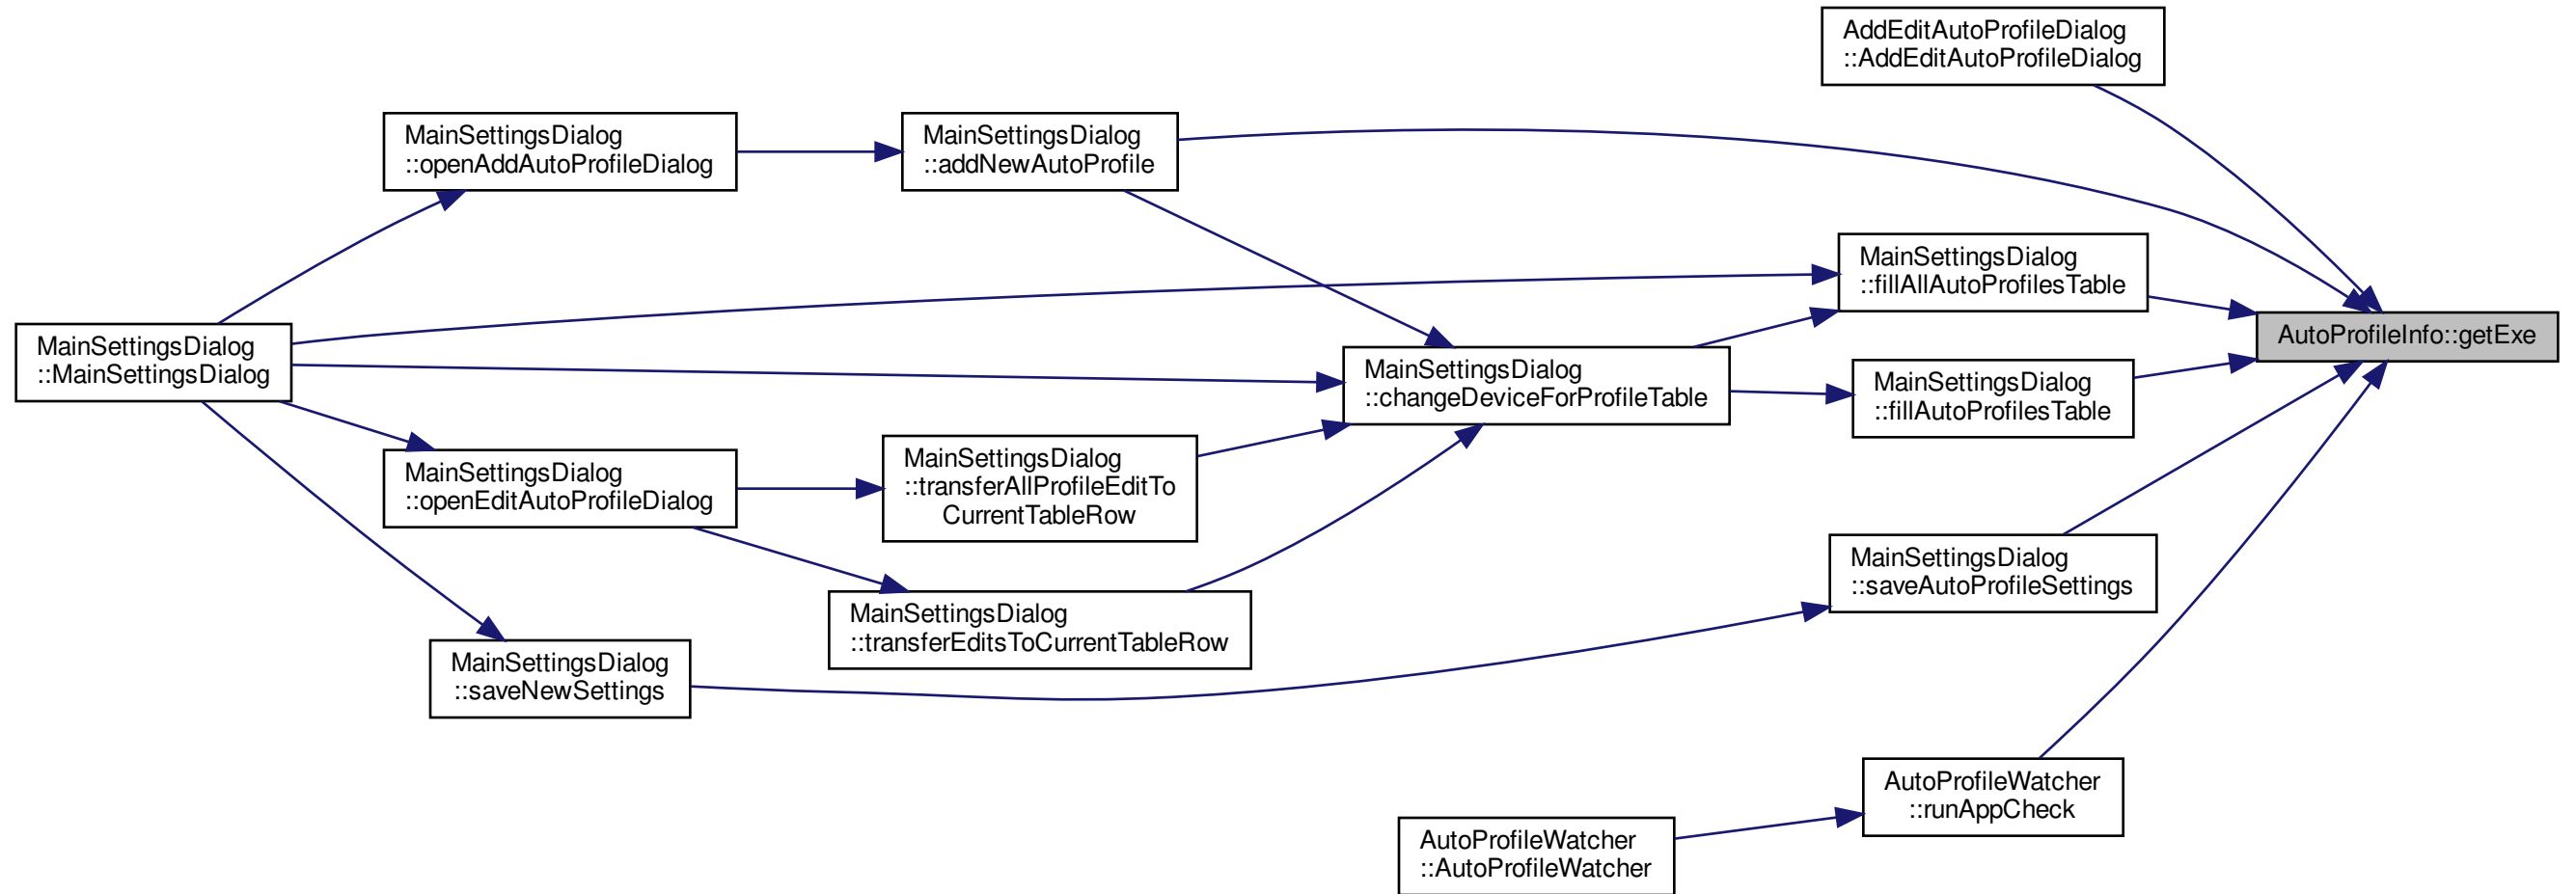 AddEditAutoProfileDialog
::AddEditAutoProfileDialog
MainSettingsDialog
::openAddAutoProfileDialog
MainSettingsDialog
::addNewAutoProfile
MainSettingsDialog
::fillAllAutoProfilesTable
AutoProfileInfo::getExe
MainSettingsDialog
::MainSettingsDialog
MainSettingsDialog
::changeDeviceForProfileTable
MainSettingsDialog
::fillAutoProfilesTable
MainSettingsDialog
::openEditAutoProfileDialog
MainSettingsDialog
::transferAllProfileEditTo
CurrentTableRow
MainSettingsDialog
::saveAutoProfileSettings
MainSettingsDialog
::transferEditsToCurrentTableRow
MainSettingsDialog
::saveNewSettings
AutoProfileWatcher
::runAppCheck
AutoProfileWatcher
::AutoProfileWatcher